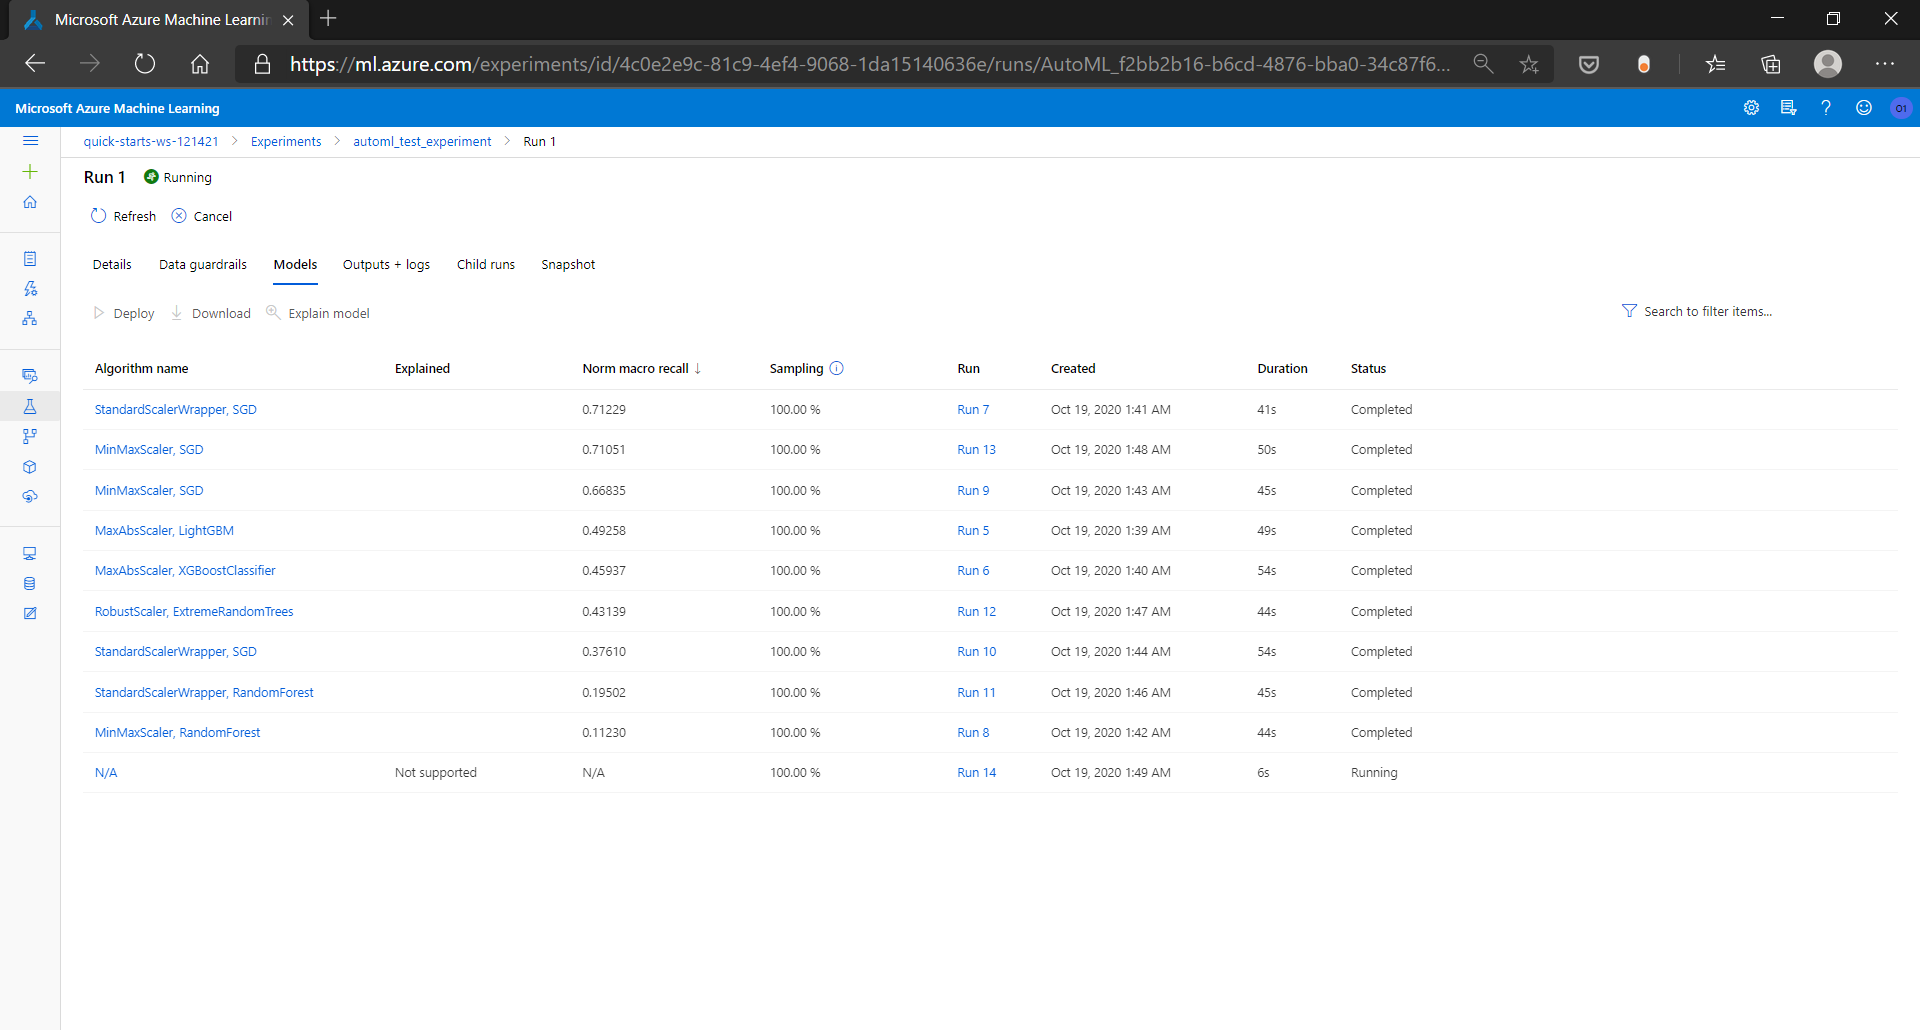 Microsoft Azure Machine Learnin
https://ml.azure.com/experiments/id/4c0e2e9c-81c9-4ef4-9068-1da15140636e/runs/AutoML_f2bb2b16-b6cd-4876-bba0-34c87f6...
Microsoft Azure Machine Learning
quick-starts-ws-121421 > Experiments > automl_test_experiment > Run 1
Run 1 Running
Refresh Cancel
Details Data guardrails Models Outputs + logs Child runs Snapshot
Deploy Download Explain model Search to filter items...
Algorithm name Explained Norm macro recall ↓ Sampling Run Created Duration Status
StandardScalerWrapper, SGD 0.71229 100.00 % Run 7 Oct 19, 2020 1:41 AM 41s Completed
MinMaxScaler, SGD 0.71051 100.00 % Run 13 Oct 19, 2020 1:48 AM 50s Completed
MinMaxScaler, SGD 0.66835 100.00 % Run 9 Oct 19, 2020 1:43 AM 45s Completed
MaxAbsScaler, LightGBM 0.49258 100.00 % Run 5 Oct 19, 2020 1:39 AM 49s Completed
MaxAbsScaler, XGBoostClassifier 0.45937 100.00 % Run 6 Oct 19, 2020 1:40 AM 54s Completed
RobustScaler, ExtremeRandomTrees 0.43139 100.00 % Run 12 Oct 19, 2020 1:47 AM 44s Completed
StandardScalerWrapper, SGD 0.37610 100.00 % Run 10 Oct 19, 2020 1:44 AM 54s Completed
StandardScalerWrapper, RandomForest 0.19502 100.00 % Run 11 Oct 19, 2020 1:46 AM 45s Completed
MinMaxScaler, RandomForest 0.11230 100.00 % Run 8 Oct 19, 2020 1:42 AM 44s Completed
N/A Not supported N/A 100.00 % Run 14 Oct 19, 2020 1:49 AM 6s Running